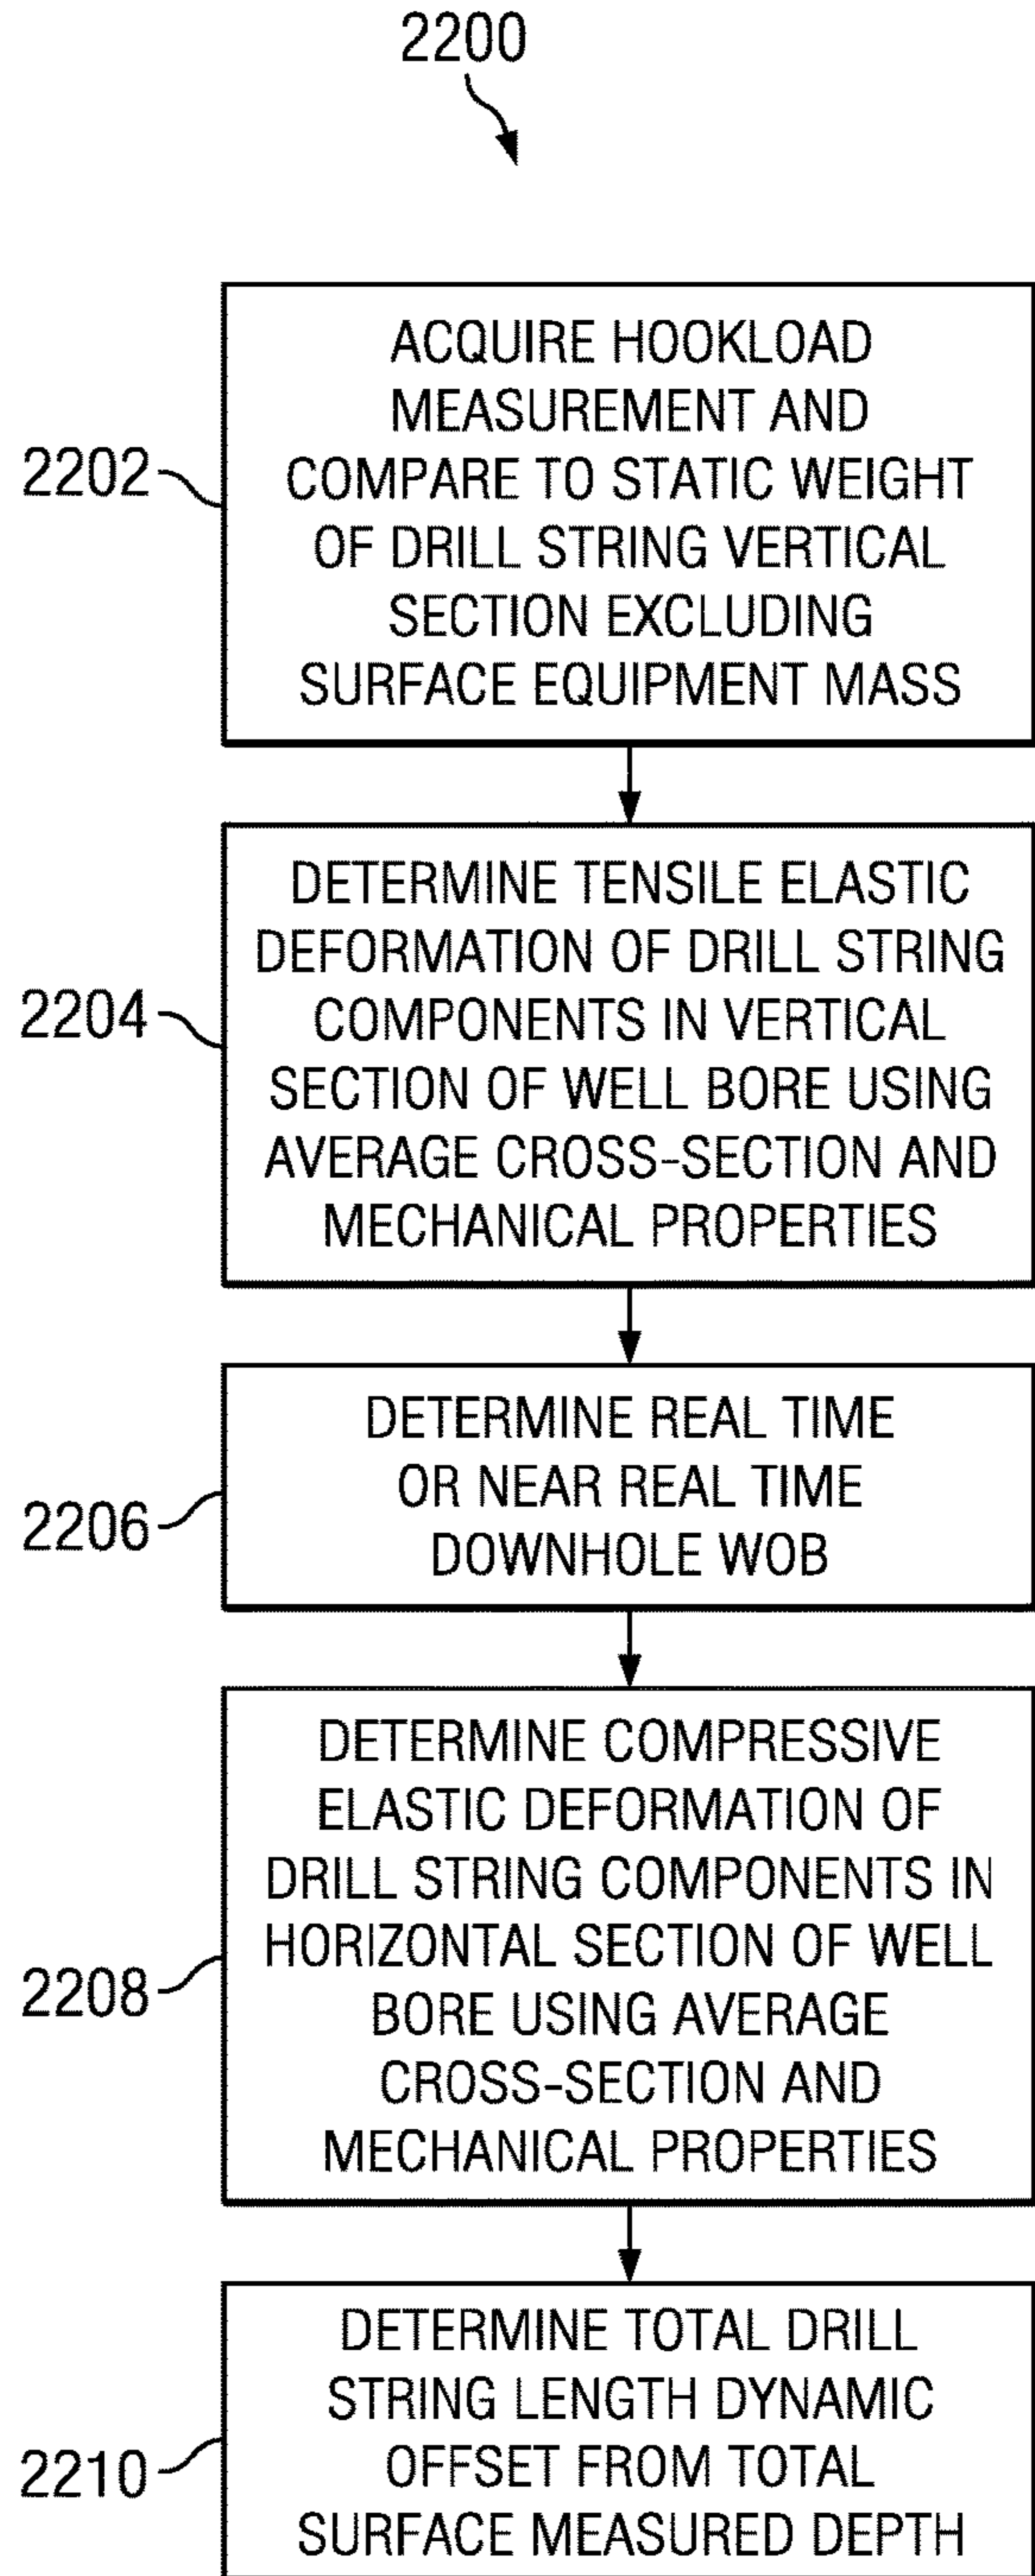 2200
2202
ACQUIRE HOOKLOAD
MEASUREMENT AND
COMPARE TO STATIC WEIGHT
OF DRILL STRING VERTICAL
SECTION EXCLUDING
SURFACE EQUIPMENT MASS
2204
DETERMINE TENSILE ELASTIC
DEFORMATION OF DRILL STRING
COMPONENTS IN VERTICAL
SECTION OF WELL BORE USING
AVERAGE CROSS-SECTION AND
MECHANICAL PROPERTIES
2206
DETERMINE REAL TIME
OR NEAR REAL TIME
DOWNHOLE WOB
2208
DETERMINE COMPRESSIVE
ELASTIC DEFORMATION OF
DRILL STRING COMPONENTS IN
HORIZONTAL SECTION OF WELL
BORE USING AVERAGE
CROSS-SECTION AND
MECHANICAL PROPERTIES
2210
DETERMINE TOTAL DRILL
STRING LENGTH DYNAMIC
OFFSET FROM TOTAL
SURFACE MEASURED DEPTH